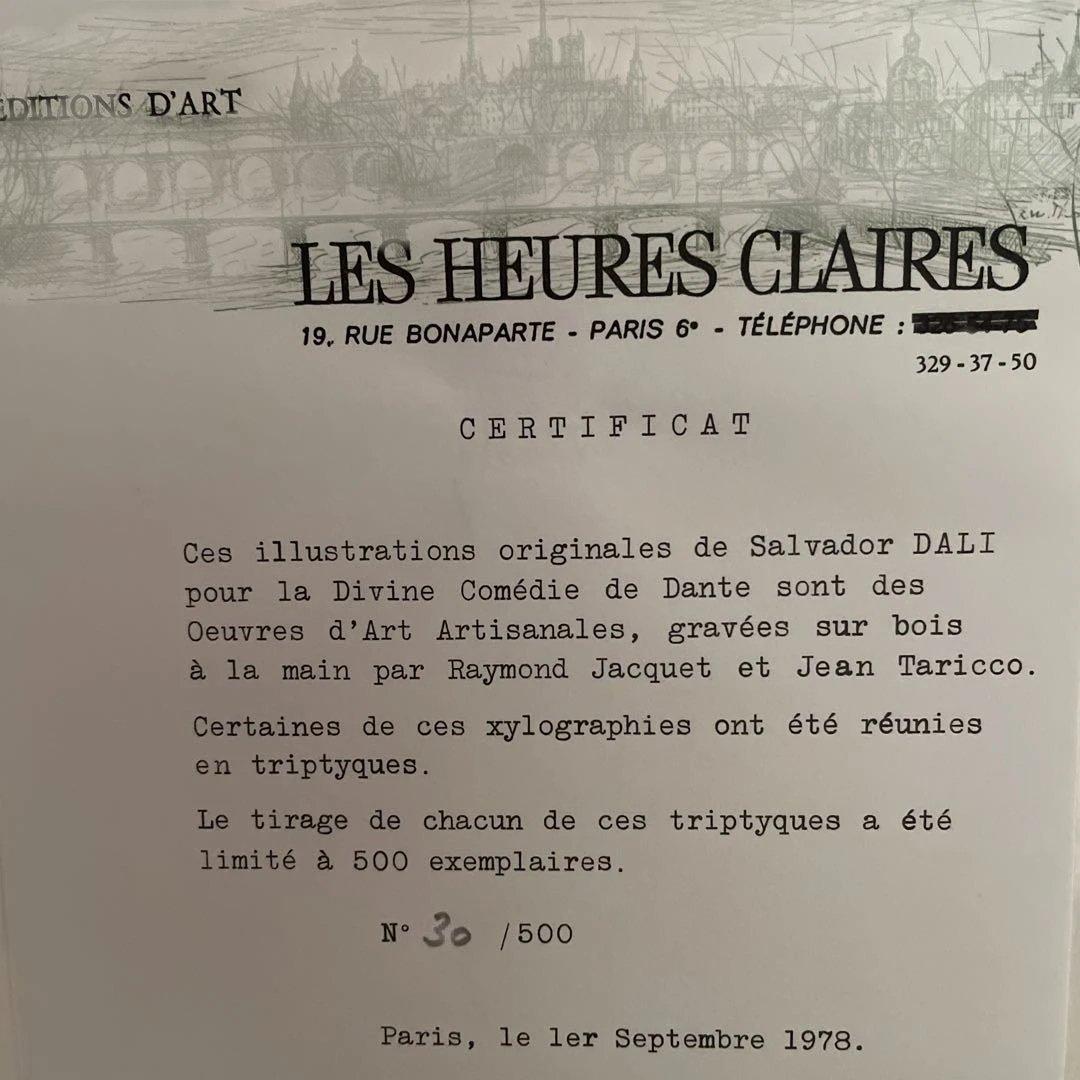 ÉDITIONS D'ART
LES HEURES CLAIRES
19, RUE BONAPARTE - PARIS 6e - TÉLÉPHONE :
329 - 37 - 50
CERTIFICAT
Ces illustrations originales de Salvador DALI
pour la Divine Comédie de Dante sont des
Oeuvres d'Art Artisanales, gravées sur bois
à la main par Raymond Jacquet et Jean Taricco.
Certaines de ces xylographies ont été réunies
en triptyques.
Le tirage de chacun de ces triptyques a été
limité à 500 exemplaires.
N° 30 /500
Paris, le 1er Septembre 1978.